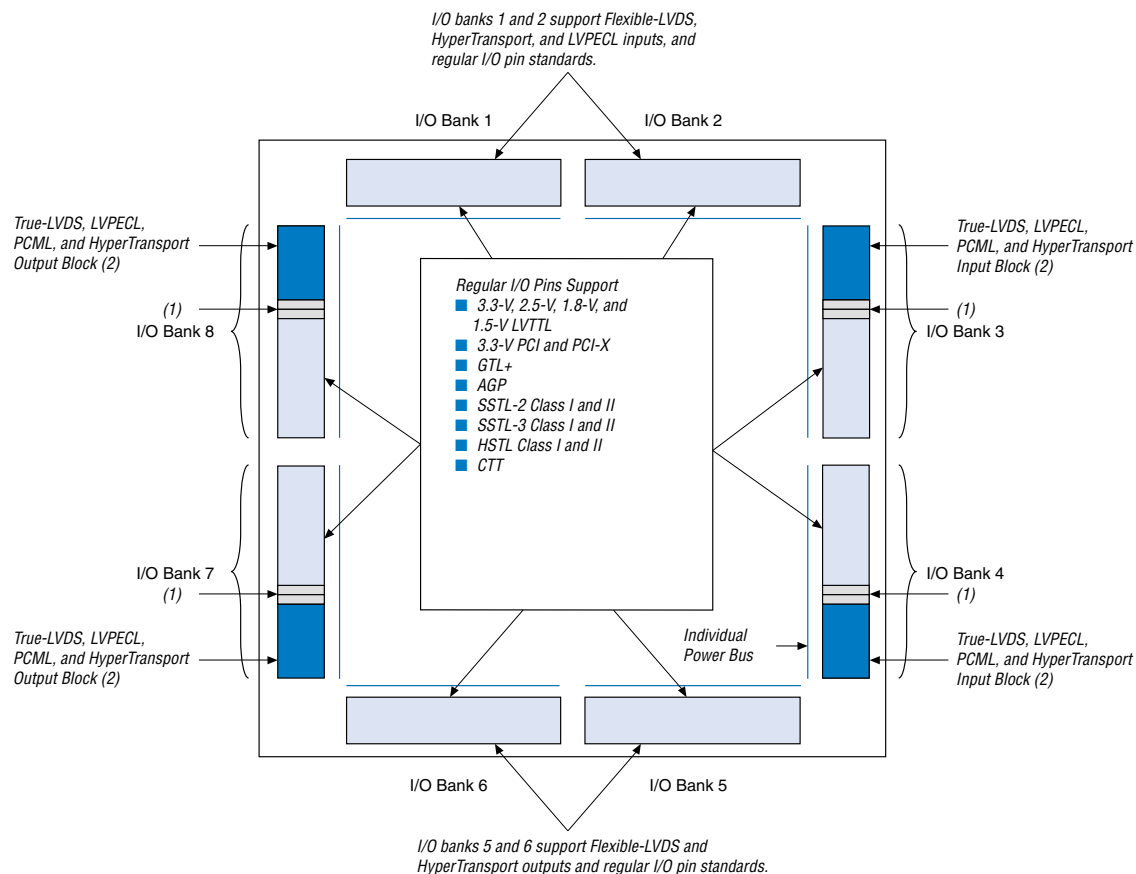 I/O banks 1 and 2 support Flexible-LVDS,
HyperTransport, and LVPECL inputs, and
regular I/O pin standards.
I/O Bank 1
I/O Bank 2
True-LVDS, LVPECL,
PCML, and HyperTransport
Output Block (2)
(1)
I/O Bank 8
True-LVDS, LVPECL,
PCML, and HyperTransport
Input Block (2)
(1)
I/O Bank 3
Regular I/O Pins Support
3.3-V, 2.5-V, 1.8-V, and
1.5-V LVTTL
3.3-V PCI and PCI-X
GTL+
AGP
SSTL-2 Class I and II
SSTL-3 Class I and II
HSTL Class I and II
CTT
I/O Bank 7
(1)
True-LVDS, LVPECL,
PCML, and HyperTransport
Output Block (2)
Individual
Power Bus
I/O Bank 4
(1)
True-LVDS, LVPECL,
PCML, and HyperTransport
Input Block (2)
I/O Bank 6
I/O Bank 5
I/O banks 5 and 6 support Flexible-LVDS and
HyperTransport outputs and regular I/O pin standards.